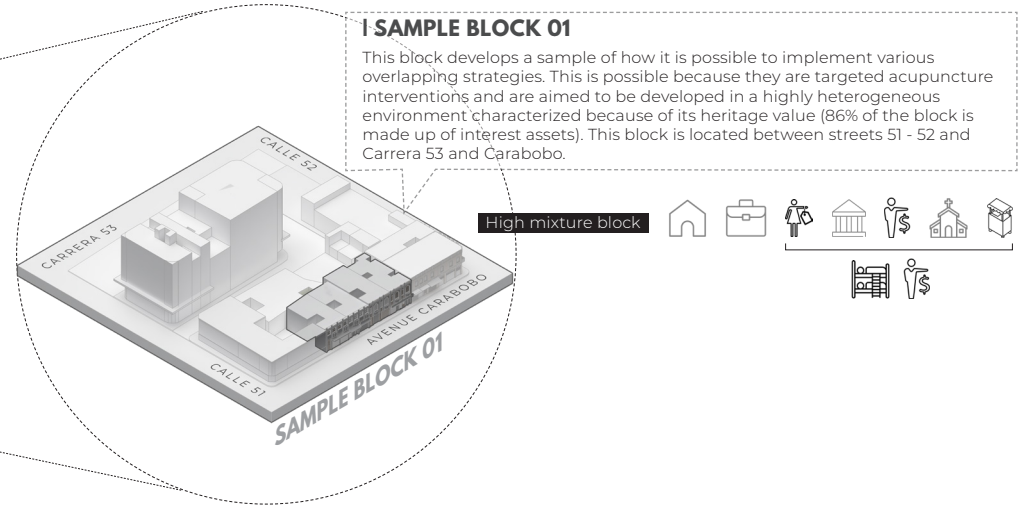 | SAMPLE BLOCK 01
This block develops a sample of how it is possible to implement various
overlapping strategies. This is possible because they are targeted acupuncture
interventions and are aimed to be developed in a highly heterogeneous
environment characterized because of its heritage value (86% of the block is
made up of interest assets). This block is located between streets 51 - 52 and
Carrera 53 and Carabobo.
High mixture block
CALLE 52
CARRERA 53
AVENUE CARABOBO
CALLE 51
SAMPLE BLOCK 01
$
$